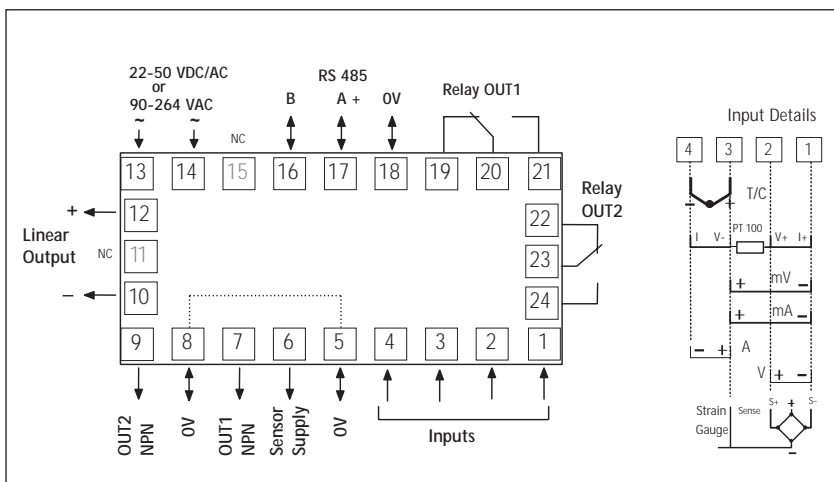 22-50 VDC/AC
or
90-264 VAC
~ ~
RS 485
B A + 0V
Relay OUT1
NC
13 14 15 16 17 18 19 20 21
Relay
OUT2
+ 12
Linear
Output
NC 11
− 10
22
23
24
9 8 7 6 5 4 3 2 1
OUT2
NPN
0V
OUT1
NPN
Sensor
Supply
0V
Inputs
Input Details
4 3 2 1
− + T/C
PT 100
I V- V+ I+
+ mV −
+ mA −
− + A
V + −
Strain
Gauge
Sense
S+ + S-
−